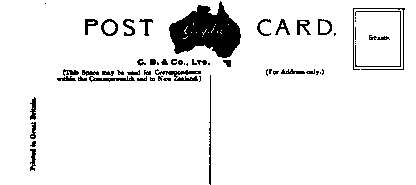 POST CARD.
G. B. & Co., LTD.
(This Space may be used for Correspondence
within the Commonwealth and to New Zealand.)
(For Address only.)
Printed in Great Britain.